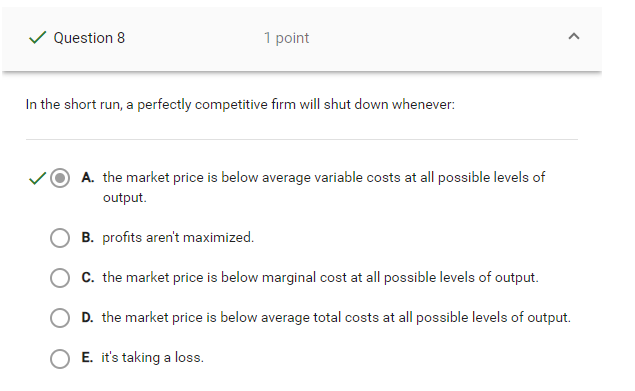 Question 8 1 point
In the short run, a perfectly competitive firm will shut down whenever:
A. the market price is below average variable costs at all possible levels of
output.
B. profits aren't maximized.
C. the market price is below marginal cost at all possible levels of output.
D. the market price is below average total costs at all possible levels of output.
E. it's taking a loss.